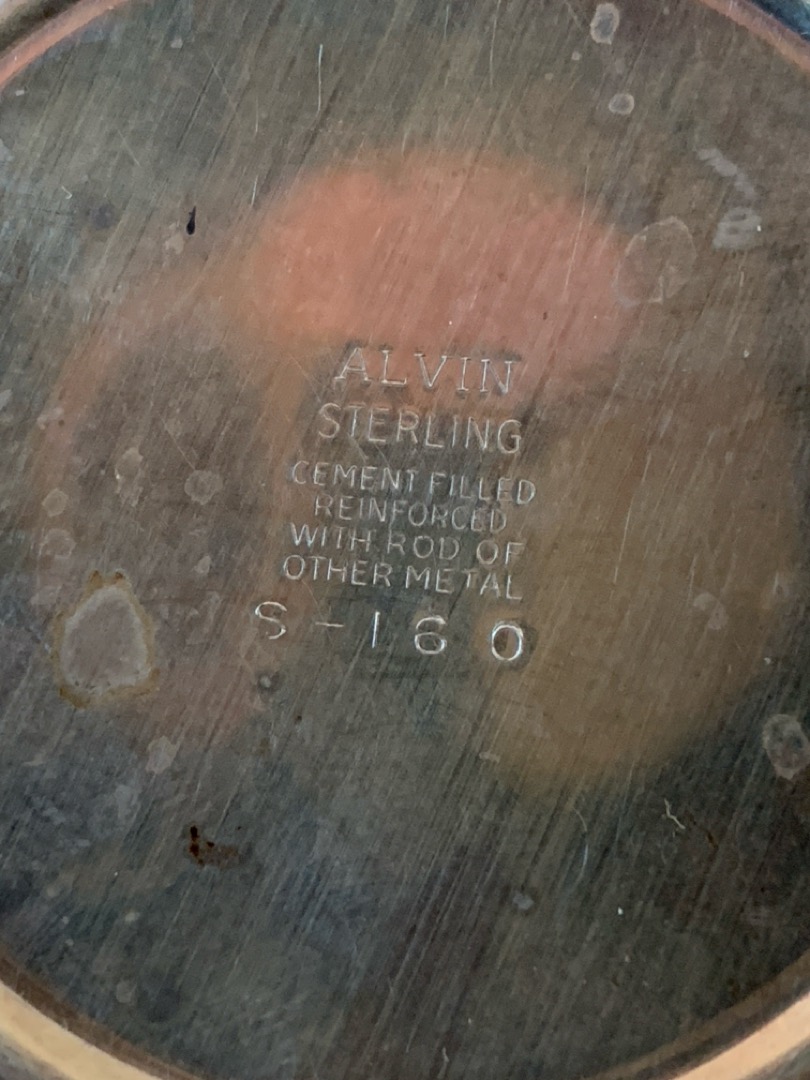 ALVIN
STERLING
CEMENT FILLED
REINFORCED
WITH ROD OF
OTHER METAL
S-160